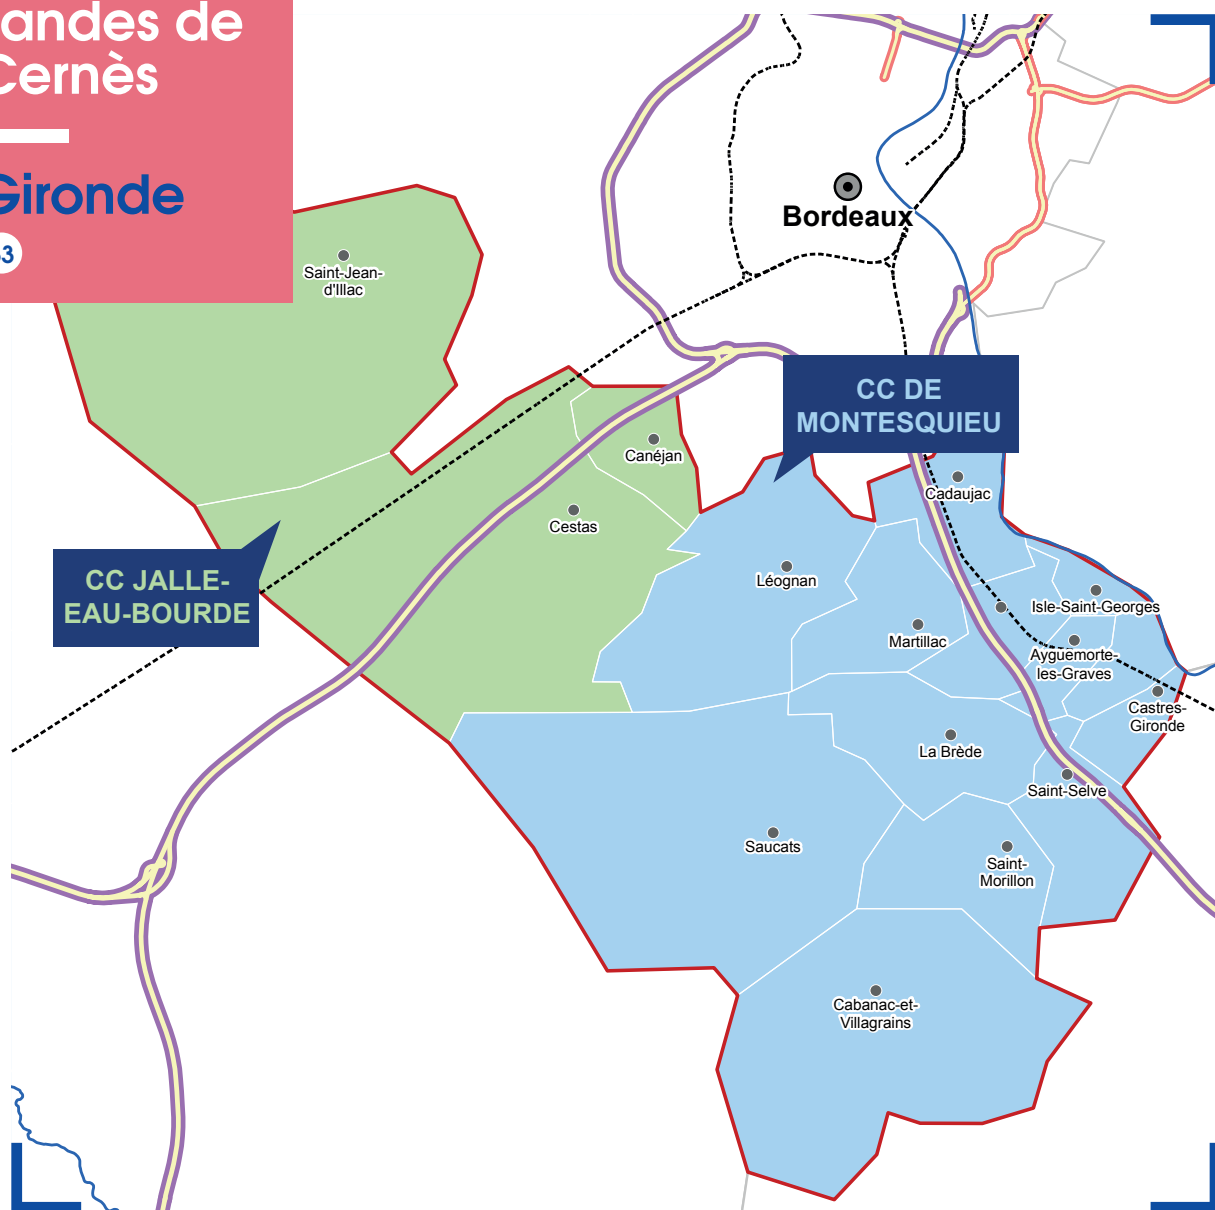 andes de
Cernès
Gironde
3
Bordeaux
Saint-Jean-
d'Illac
CC DE
MONTESQUIEU
Canéjan
Cadaujac
Cestas
CC JALLE-
EAU-BOURDE
Léognan
Isle-Saint-Georges
Martillac
Ayguemorte-
les-Graves
Castres-
Gironde
La Brède
Saint-Selve
Saucats
Saint-
Morillon
Cabanac-et-
Villagrains